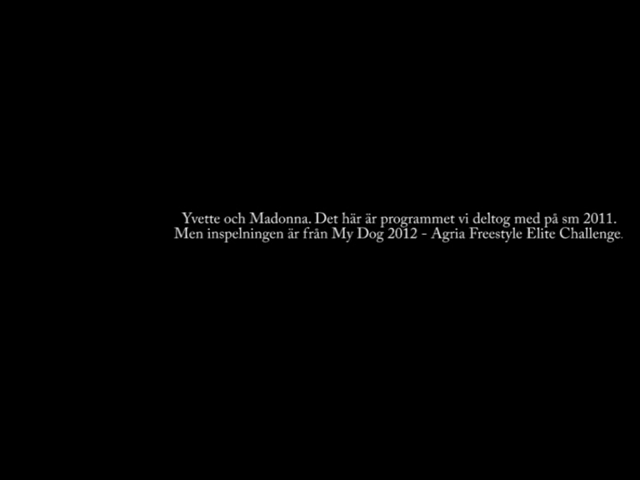 Yvette och Madonna. Det här är programmet vi deltog med på sm 2011.
Men inspelningen är från My Dog 2012 - Agria Freestyle Elite Challenge.